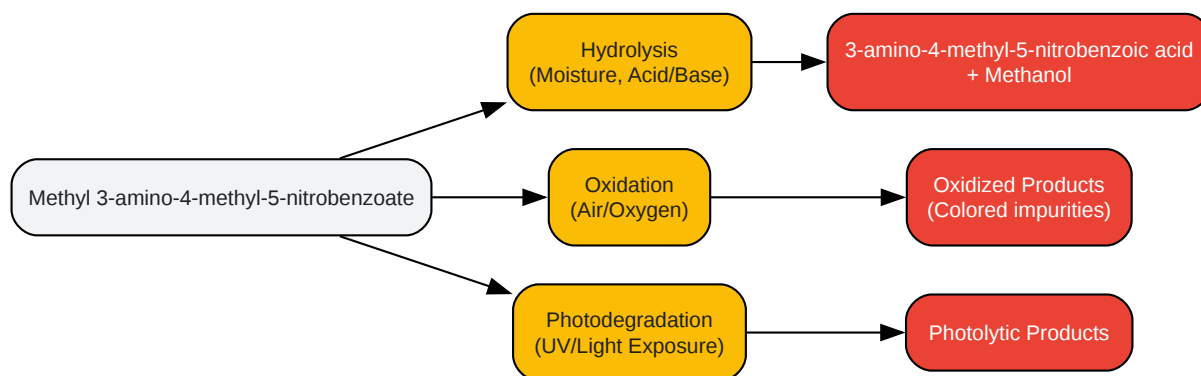 Hydrolysis
(Moisture, Acid/Base)
3-amino-4-methyl-5-nitrobenzoic acid
+ Methanol
Methyl 3-amino-4-methyl-5-nitrobenzoate
Oxidation
(Air/Oxygen)
Oxidized Products
(Colored impurities)
Photodegradation
(UV/Light Exposure)
Photolytic Products